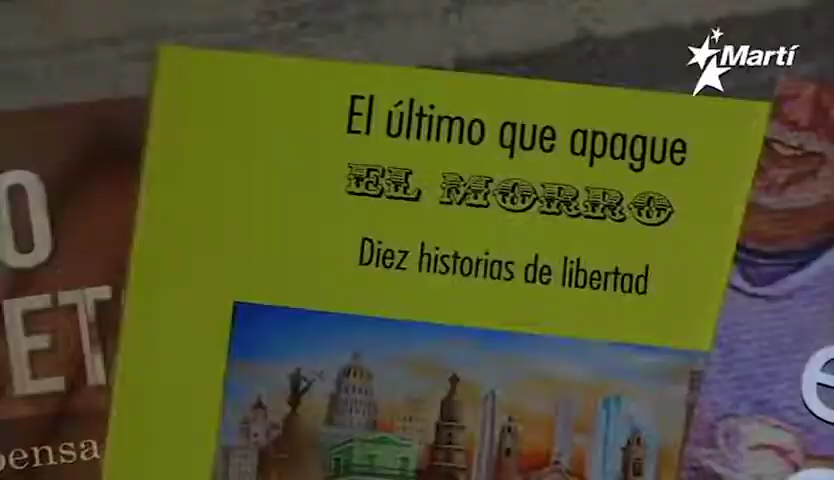 Martí
El último que apague
EL MORRO
Diez historias de libertad
O
ET
pensa
e